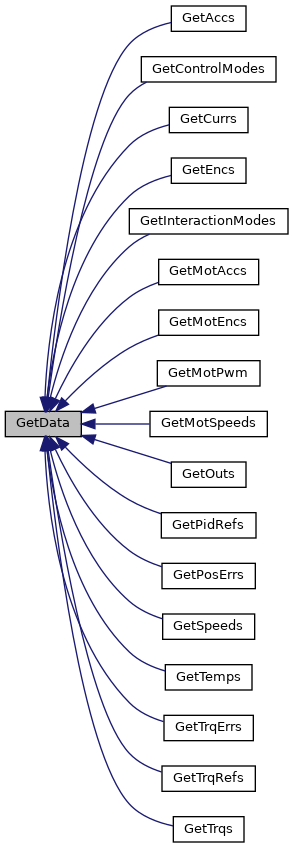 GetAccs
GetControlModes
GetCurrs
GetEncs
GetInteractionModes
GetMotAccs
GetMotEncs
GetMotPwm
GetData
GetMotSpeeds
GetOuts
GetPidRefs
GetPosErrs
GetSpeeds
GetTemps
GetTrqErrs
GetTrqRefs
GetTrqs